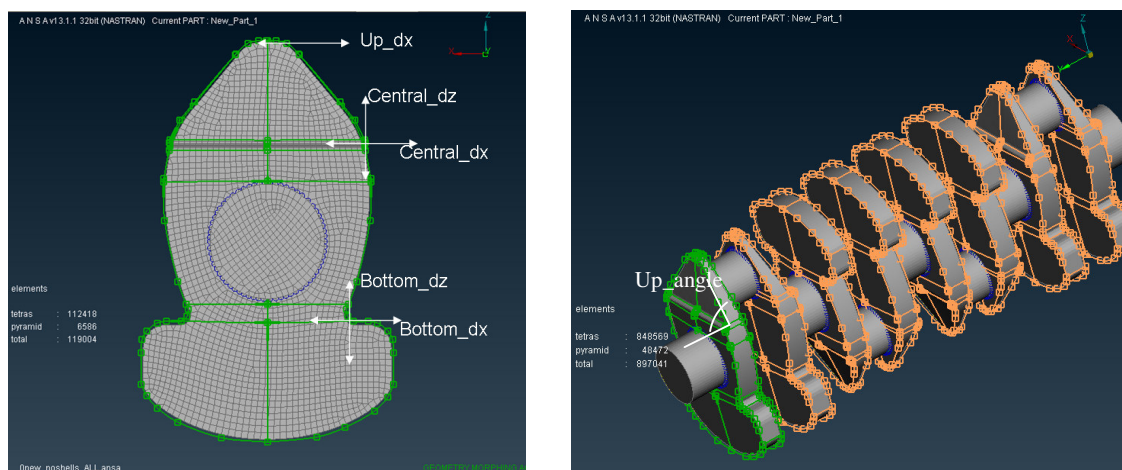 A N S A v13.1.1 32bit (NASTRAN) Current PART : New_Part_1
Up_dx
Z
X
Y
Central_dz
Central_dx
Bottom_dz
elements
Bottom_dx
tetras : 112418
pyramid : 6586
total : 119004
0new_noshells_ALL.ansa
GEOMETRY MORPHING A
A N S A v13.1.1 32bit (NASTRAN) Current PART : New_Part_1
Z
X
Y
Up_angle
elements
tetras : 848569
pyramid : 48472
total : 897041